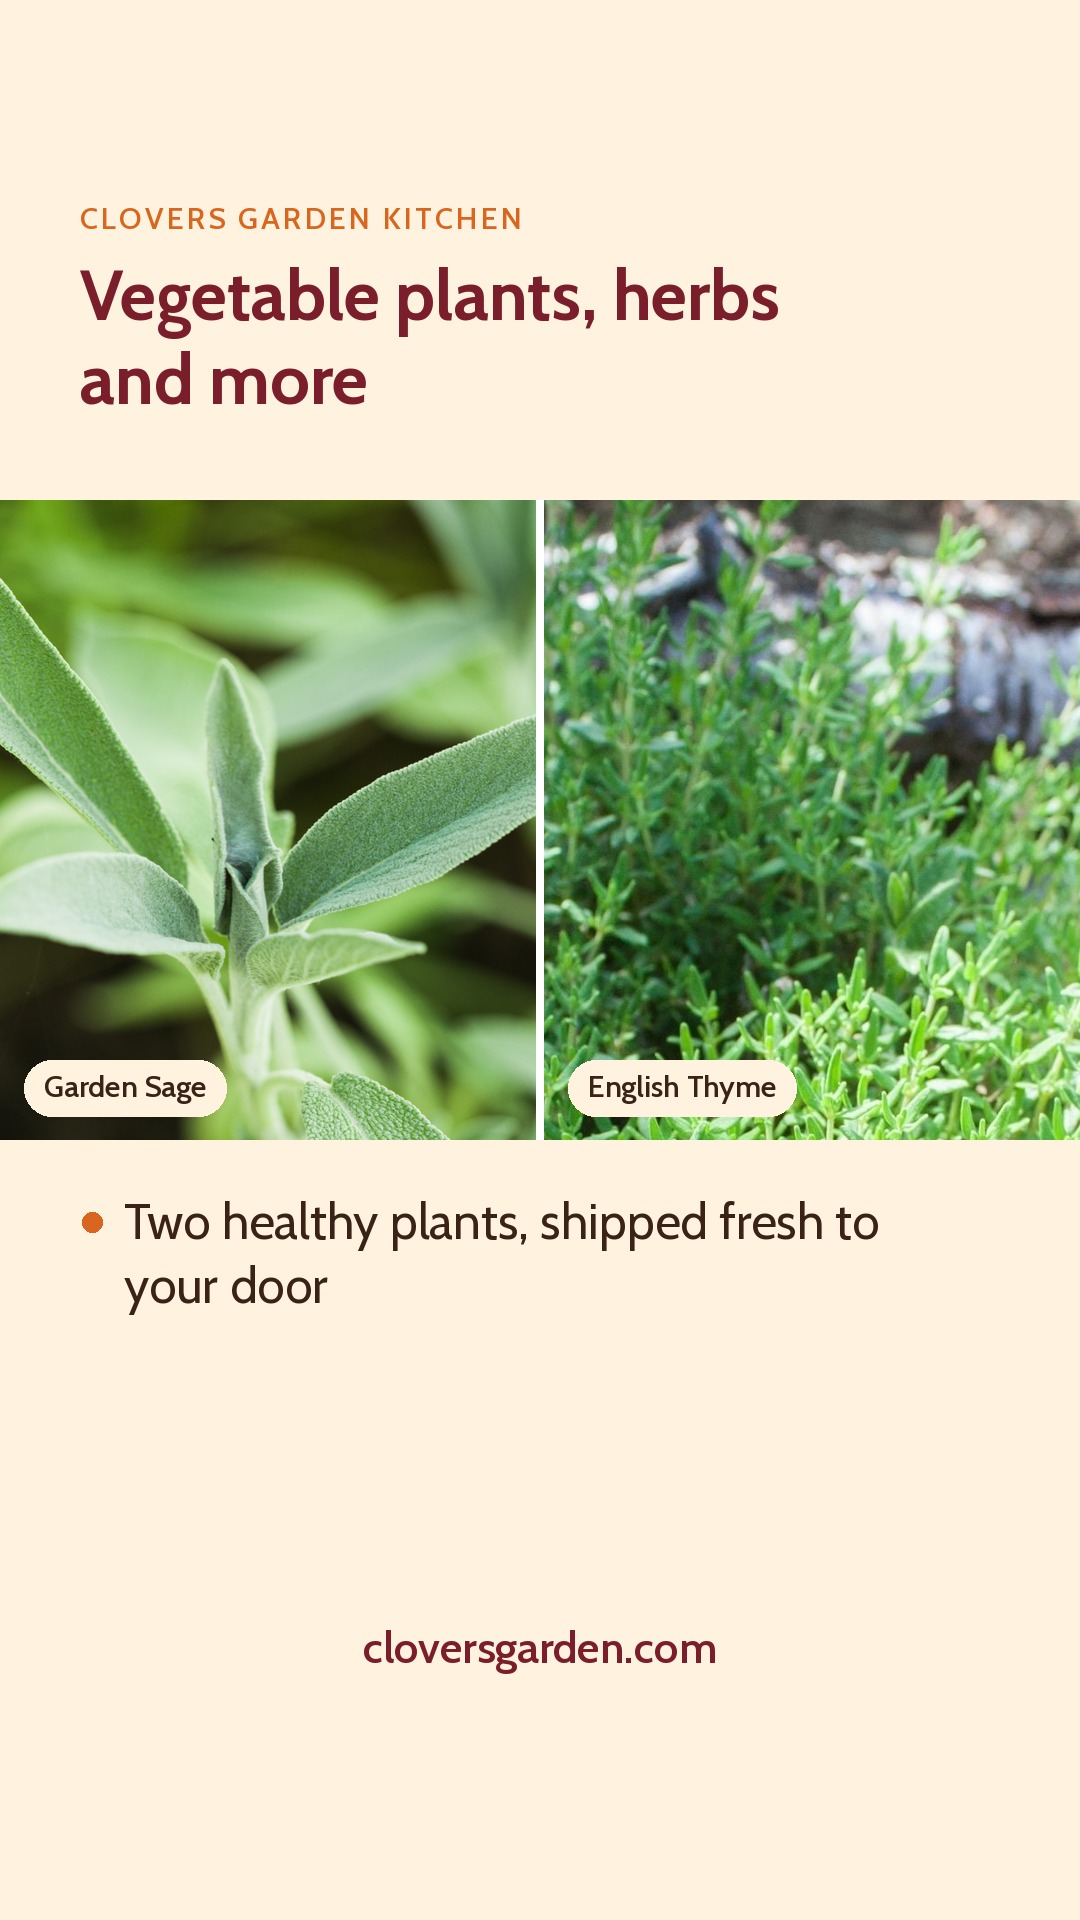 CLOVERS GARDEN KITCHEN
Vegetable plants, herbs
and more
Garden Sage
English Thyme
Two healthy plants, shipped fresh to
your door
cloversgarden.com